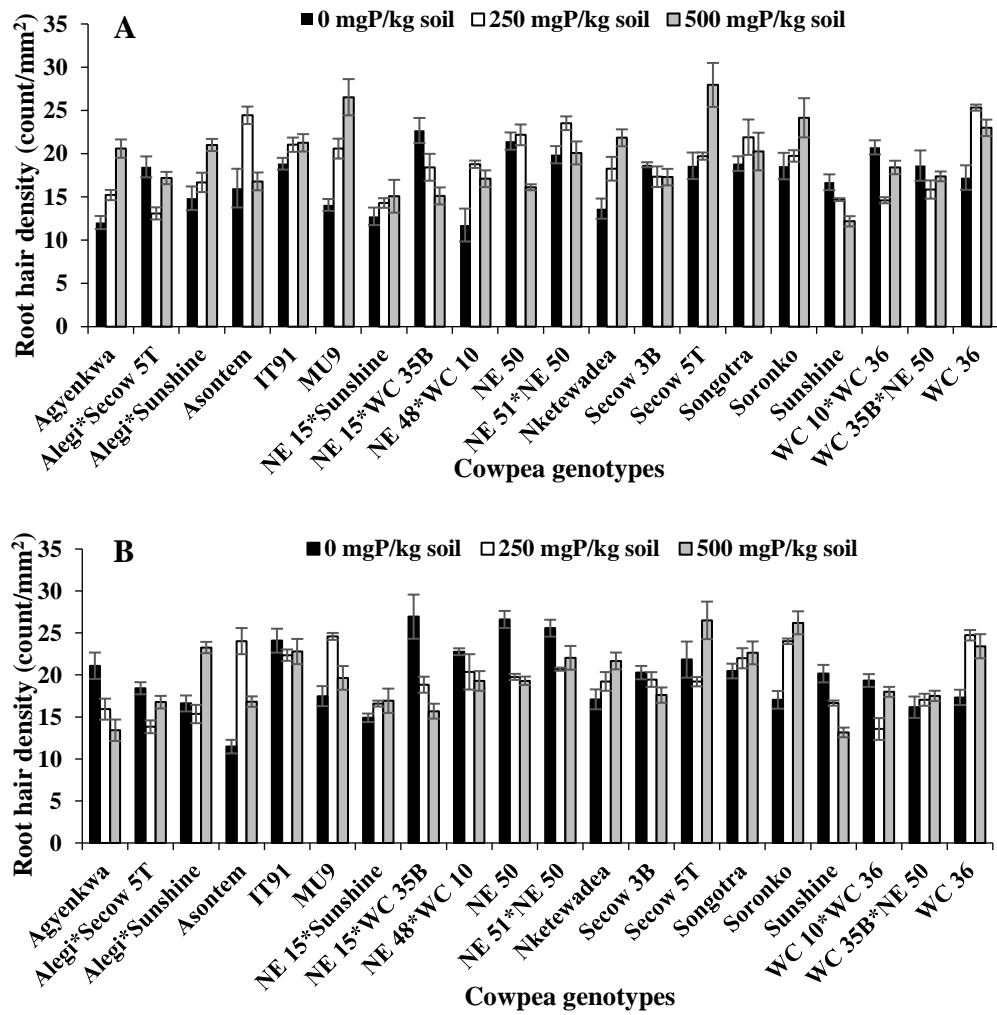 A
0 mgP/kg soil 250 mgP/kg soil 500 mgP/kg soil
Root hair density (count/mm²)
35
30
25
20
15
10
5
0
Agyenkwa
Alegi*Secow 5T
Alegi*Sunshine
Asontem
IT91
MU9
NE 15*Sunshine
NE 15*WC 35B
NE 48*WC 10
NE 50
NE 51*NE 50
Nketewadea
Secow 3B
Secow 5T
Songotra
Soronko
Sunshine
WC 10*WC 36
WC 35B*NE 50
WC 36
Cowpea genotypes
B
0 mgP/kg soil 250 mgP/kg soil 500 mgP/kg soil
Root hair density (count/mm²)
35
30
25
20
15
10
5
0
Agyenkwa
Alegi*Secow 5T
Alegi*Sunshine
Asontem
IT91
MU9
NE 15*Sunshine
NE 15*WC 35B
NE 48*WC 10
NE 50
NE 51*NE 50
Nketewadea
Secow 3B
Secow 5T
Songotra
Soronko
Sunshine
WC 10*WC 36
WC 35B*NE 50
WC 36
Cowpea genotypes